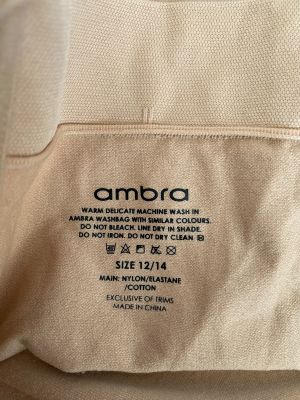 ambra
WARM DELICATE MACHINE WASH IN
AMBRA WASHBAG WITH SIMILAR COLOURS.
DO NOT BLEACH. LINE DRY IN SHADE.
DO NOT IRON. DO NOT DRY CLEAN
SIZE 12/14
MAIN: NYLON/ELASTANE
/COTTON
EXCLUSIVE OF TRIMS
MADE IN CHINA